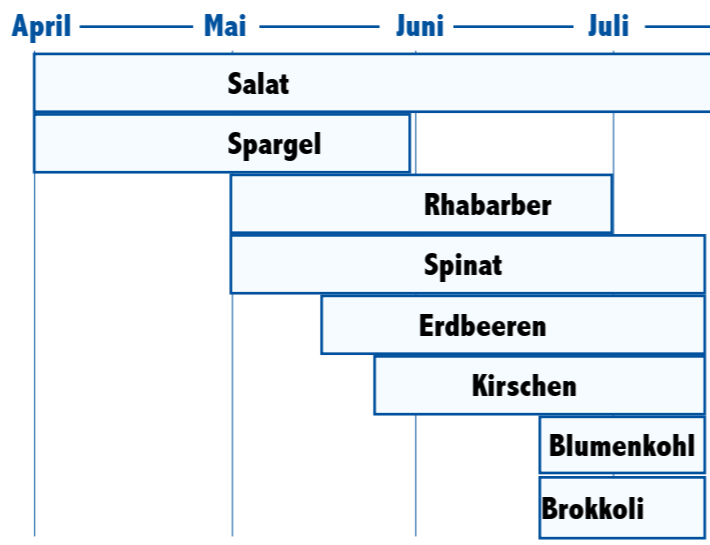 April Mai Juni Juli
Salat
Spargel
Rhabarber
Spinat
Erdbeeren
Kirschen
Blumenkohl
Brokkoli